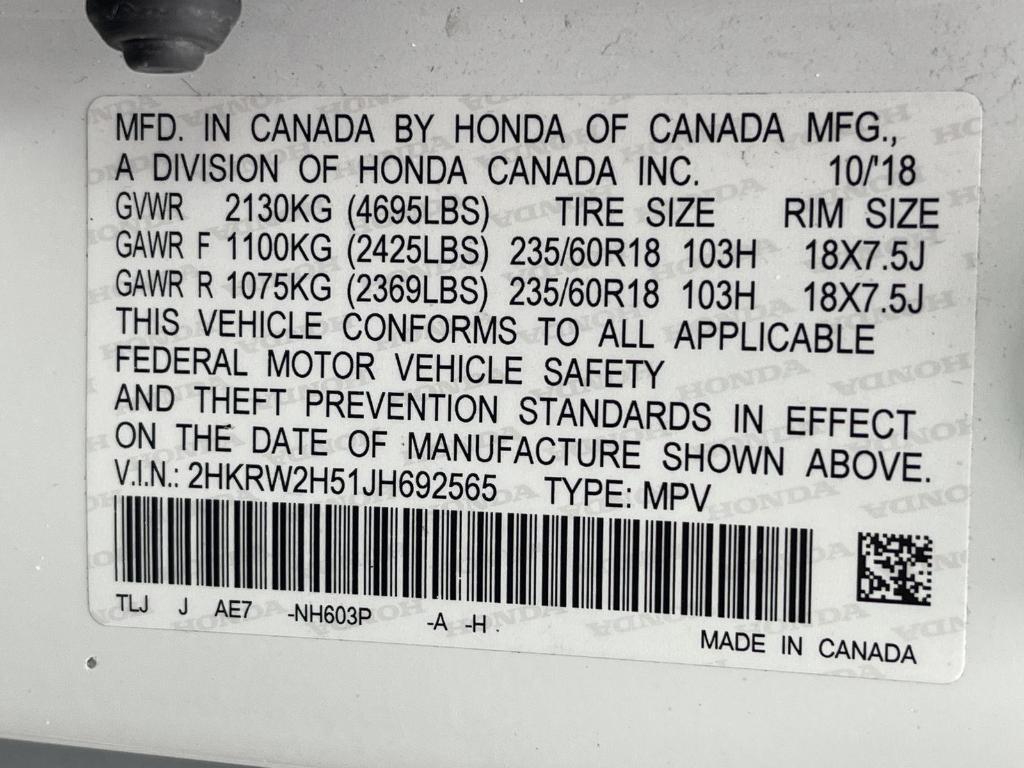 MFD. IN CANADA BY HONDA OF CANADA MFG.,
A DIVISION OF HONDA CANADA INC. 10/'18
GVWR 2130KG (4695LBS) TIRE SIZE RIM SIZE
GAWR F 1100KG (2425LBS) 235/60R18 103H 18X7.5J
GAWR R 1075KG (2369LBS) 235/60R18 103H 18X7.5J
THIS VEHICLE CONFORMS TO ALL APPLICABLE
FEDERAL MOTOR VEHICLE SAFETY
AND THEFT PREVENTION STANDARDS IN EFFECT
ON THE DATE OF MANUFACTURE SHOWN ABOVE.
V.I.N.: 2HKRW2H51JH692565 TYPE: MPV
TLJ J AE7 -NH603P -A -H
MADE IN CANADA